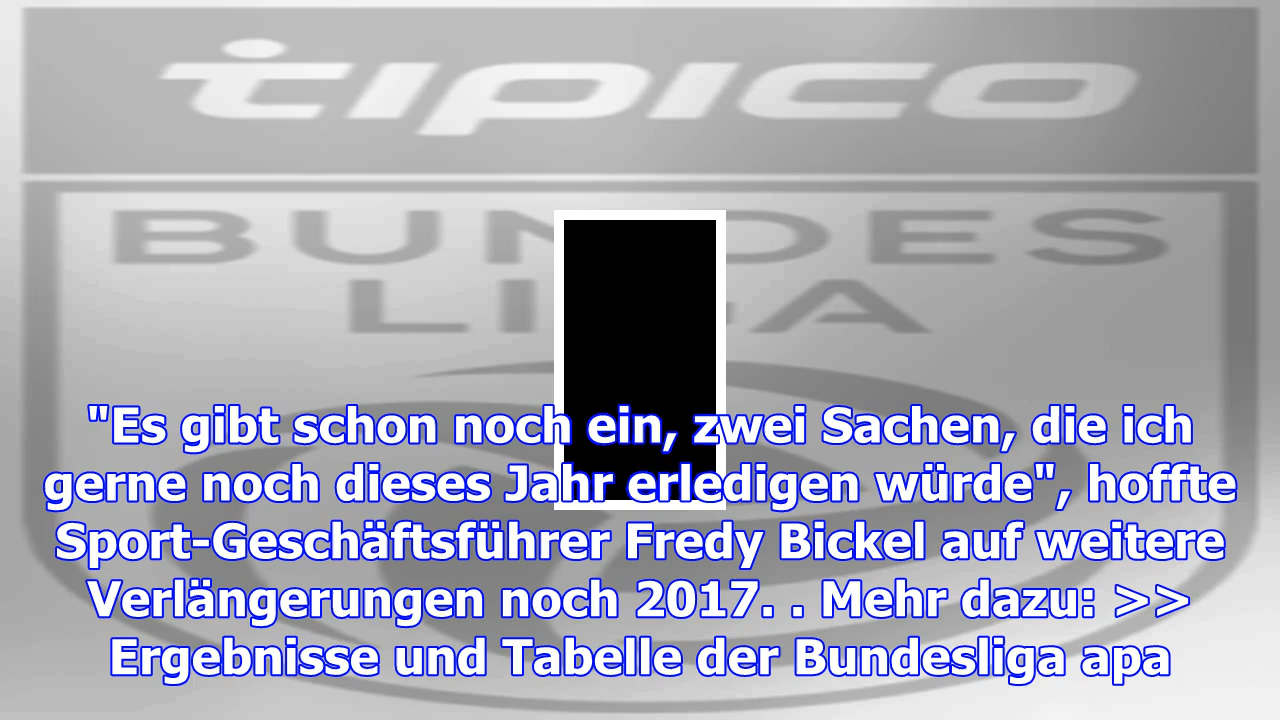 tipico
BUNDES
LIGA
"Es gibt schon noch ein, zwei Sachen, die ich
gerne noch dieses Jahr erledigen würde", hoffte
Sport-Geschäftsführer Fredy Bickel auf weitere
Verlängerungen noch 2017. . Mehr dazu: >>
Ergebnisse und Tabelle der Bundesliga apa